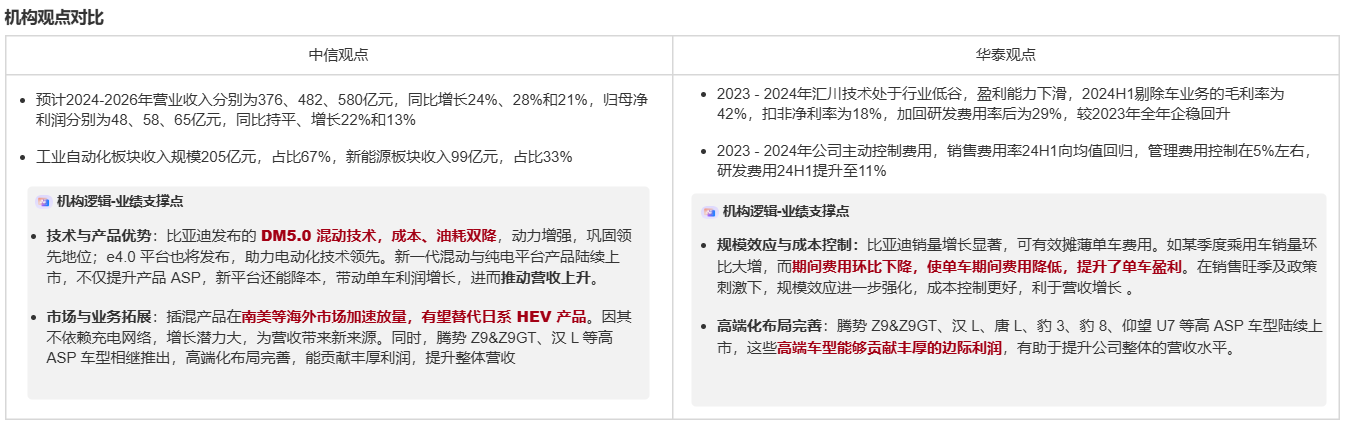 机构观点对比
中信观点
预计2024-2026年营业收入分别为376、482、580亿元，同比增长24%、28%和21%，归母净
利润分别为48、58、65亿元，同比持平、增长22%和13%
工业自动化板块收入规模205亿元，占比67%，新能源板块收入99亿元，占比33%
机构逻辑-业绩支撑点
技术与产品优势：比亚迪发布的 DM5.0 混动技术，成本、油耗双降，动力增强，巩固领
先地位；e4.0 平台也将发布，助力电动化技术领先。新一代混动与纯电平台产品陆续上
市，不仅提升产品 ASP，新平台还能降本，带动单车利润增长，进而推动营收上升。
市场与业务拓展：插混产品在南美等海外市场加速放量，有望替代日系 HEV 产品。因其
不依赖充电网络，增长潜力大，为营收带来新来源。同时，腾势 Z9&Z9GT、汉 L 等高
ASP 车型相继推出，高端化布局完善，能贡献丰厚利润，提升整体营收
华泰观点
2023 - 2024年汇川技术处于行业低谷，盈利能力下滑，2024H1剔除车业务的毛利率为
42%，扣非净利率为18%，加回研发费用率后为29%，较2023年全年企稳回升
2023 - 2024年公司主动控制费用，销售费用率24H1向均值回归，管理费用控制在5%左右，
研发费用24H1提升至11%
机构逻辑-业绩支撑点
规模效应与成本控制：比亚迪销量增长显著，可有效摊薄单车费用。如某季度乘用车销量环
比大增，而期间费用环比下降，使单车期间费用降低，提升了单车盈利。在销售旺季及政策
刺激下，规模效应进一步强化，成本控制更好，利于营收增长 。
高端化布局完善：腾势 Z9&Z9GT、汉 L、唐 L、豹 3、豹 8、仰望 U7 等高 ASP 车型陆续上
市，这些高端车型能够贡献丰厚的边际利润，有助于提升公司整体的营收水平。